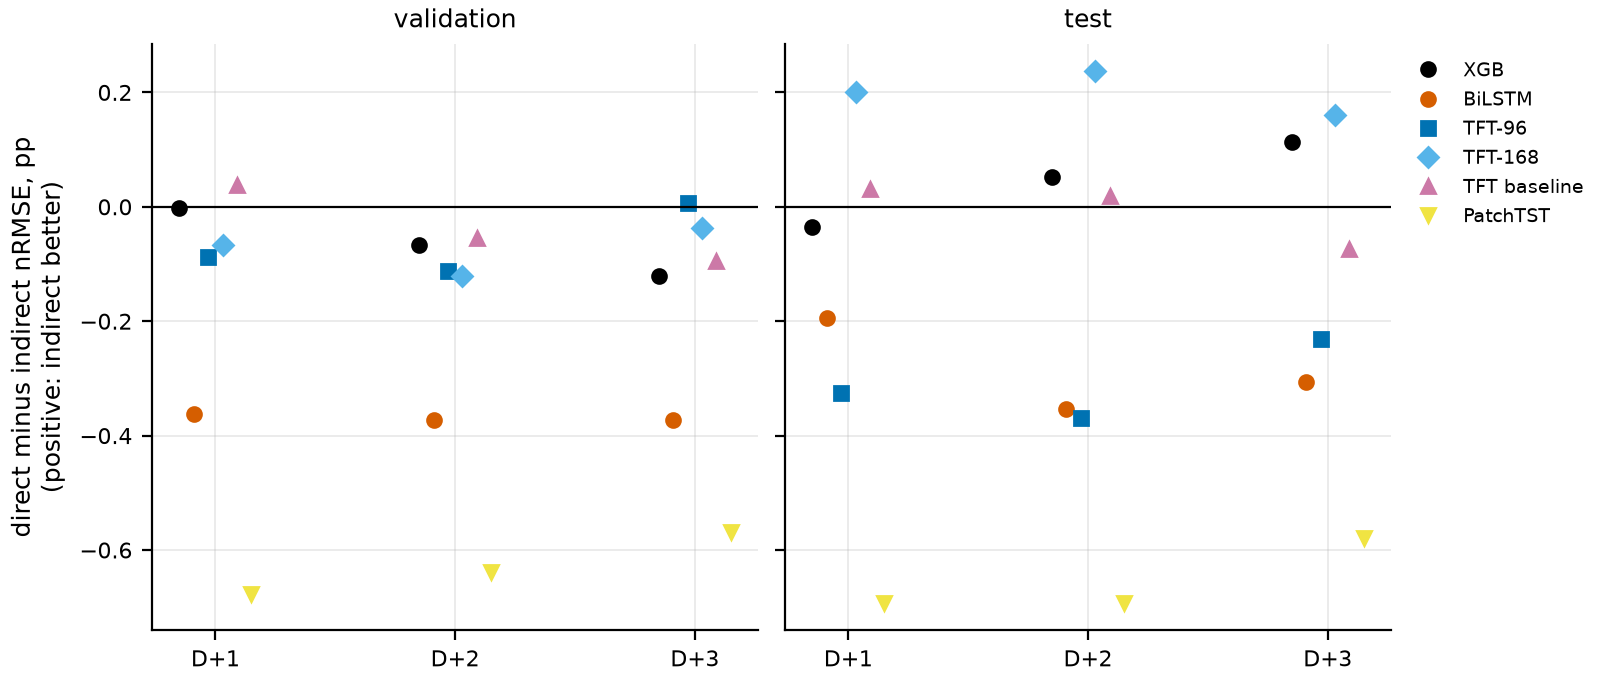 validation
test
direct minus indirect nRMSE, pp
(positive: indirect better)
0.2
0.0
−0.2
−0.4
−0.6
D+1
D+2
D+3
D+1
D+2
D+3
XGB
BiLSTM
TFT-96
TFT-168
TFT baseline
PatchTST